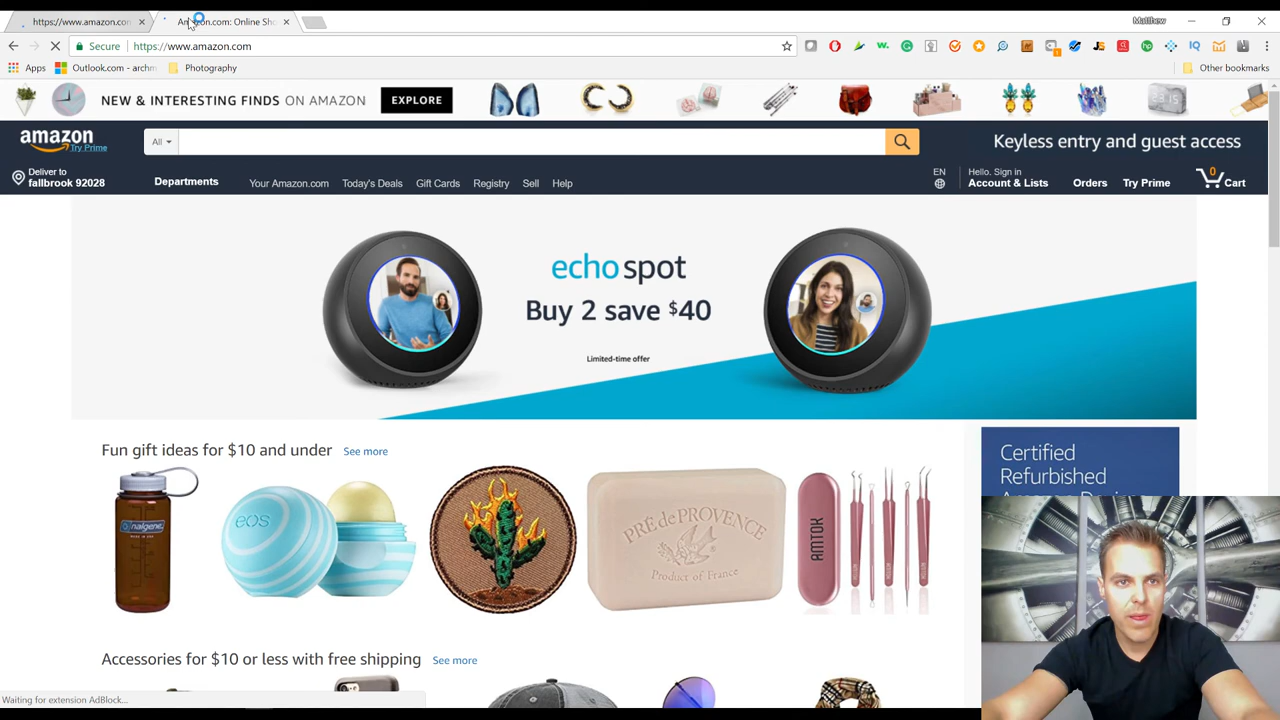 https://www.amazon.con
Amazon.com: Online Sho
Matthew
Secure
https://www.amazon.com
Apps
Outlook.com - archm
Photography
Other bookmarks
NEW & INTERESTING FINDS ON AMAZON
EXPLORE
amazon
Try Prime
All
Keyless entry and guest access
Deliver to
fallbrook 92028
Departments
Your Amazon.com
Today's Deals
Gift Cards
Registry
Sell
Help
EN
Hello. Sign in
Account & Lists
Orders
Try Prime
0
Cart
echo spot
Buy 2 save $40
Limited-time offer
Fun gift ideas for $10 and under
See more
nalgene
eos
PRÉ de PROVENCE
Product of France
AMTOK
Certified
Refurbished
Accessories for $10 or less with free shipping
See more
Waiting for extension AdBlock...